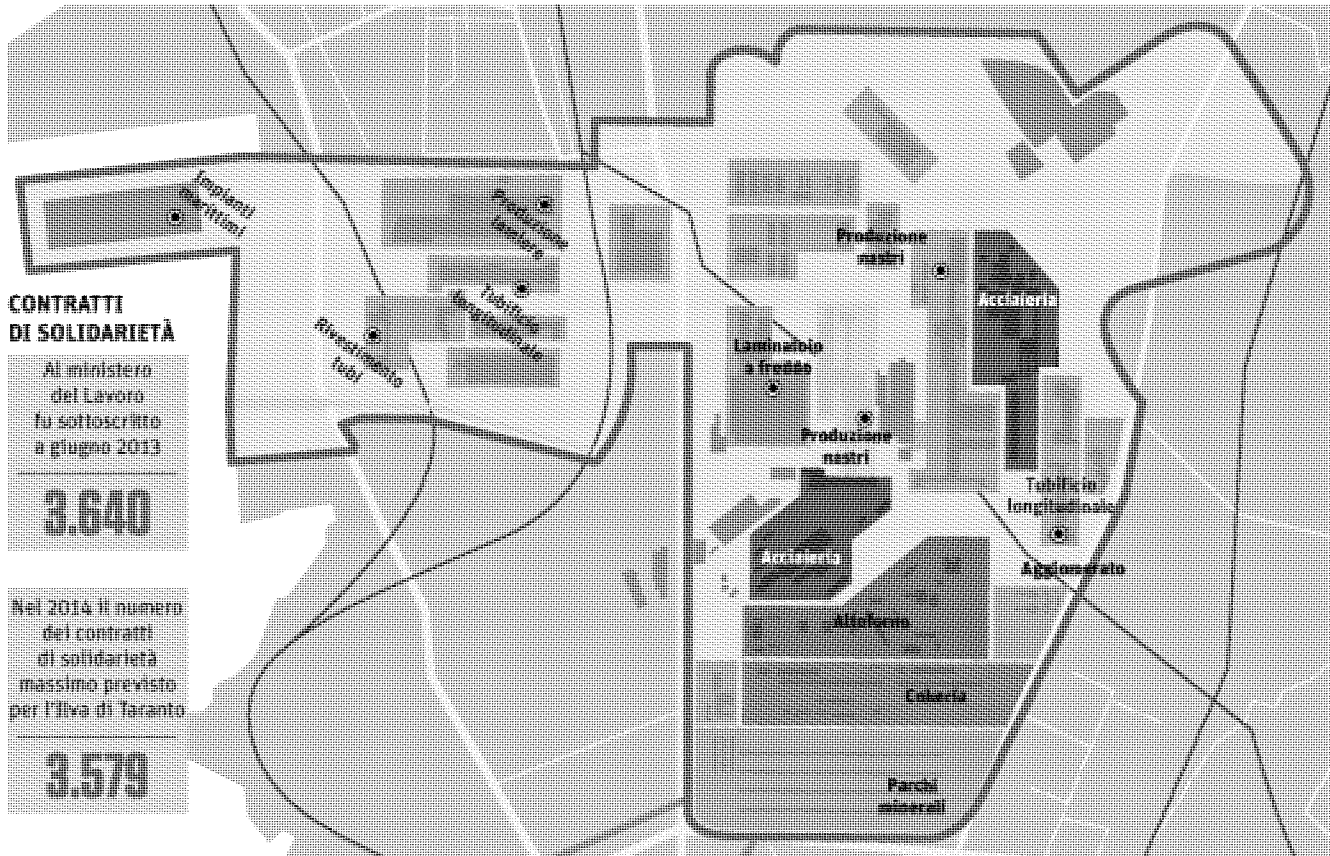 CONTRATTI
DI SOLIDARIETÀ
Al ministero
del Lavoro
fu sottoscritto
a giugno 2013
3.640
Nel 2014 il numero
dei contratti
di solidarietà
massimo previsto
per l'Ilva di Taranto
3.579
Impianti
marittimi
Produzione
lamiere
Tubificio
longitudinale
Rivestimento
tubi
Produzione
nastri
Acciaieria
Laminatoio
a freddo
Produzione
nastri
Tubificio
longitudinale
Acciaieria
Agglomerato
Altoforno
Cokeria
Parchi
minerali